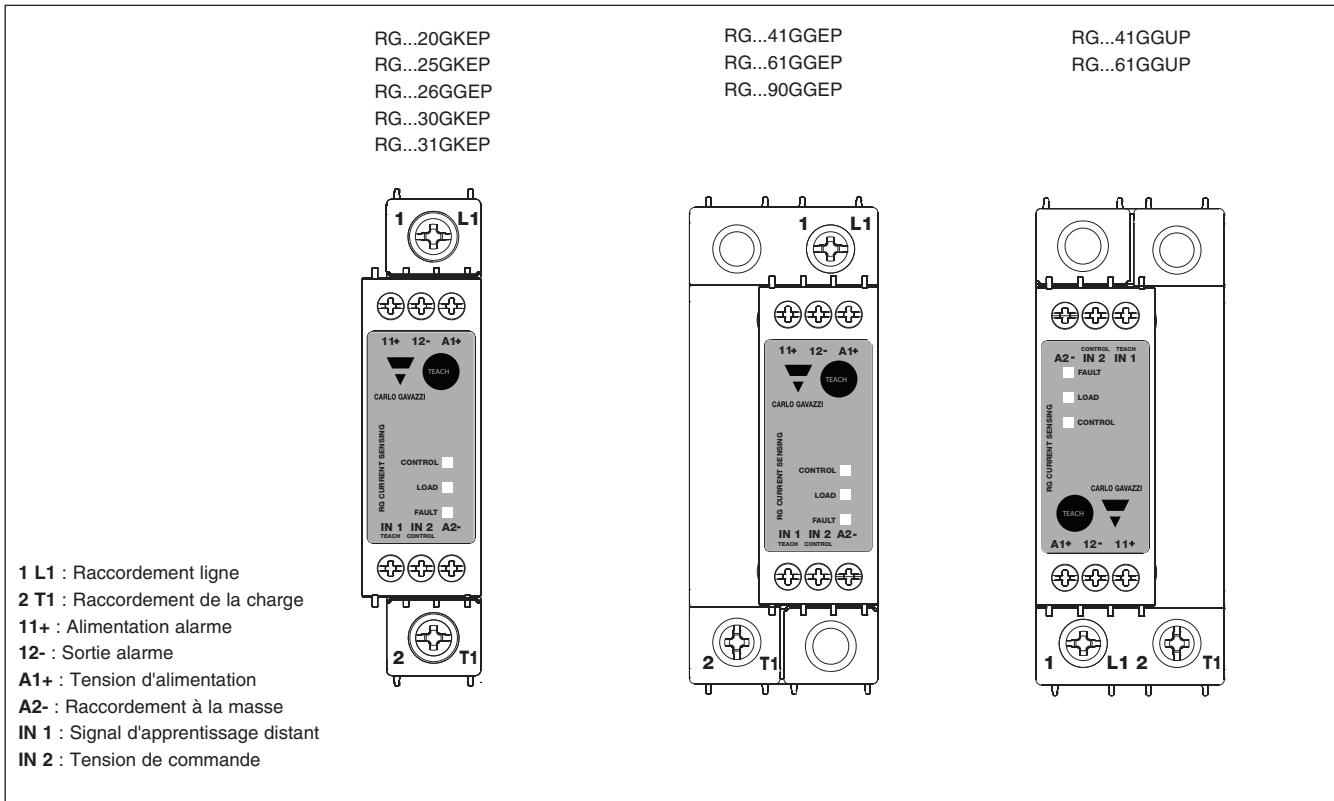 RG...20GKEP
RG...25GKEP
RG...26GGEP
RG...30GKEP
RG...31GKEP
RG...41GGEP
RG...61GGEP
RG...90GGEP
RG...41GGUP
RG...61GGUP
1 L1
11+ 12- A1+
TEACH
CARLO GAVAZZI
RG CURRENT SENSING
CONTROL
LOAD
FAULT
IN 1 IN 2 A2-
TEACH CONTROL
2 T1
1 L1
11+ 12- A1+
TEACH
CARLO GAVAZZI
RG CURRENT SENSING
CONTROL
LOAD
FAULT
IN 1 IN 2 A2-
TEACH CONTROL
2 T1
CONTROL TEACH
A2- IN 2 IN 1
FAULT
LOAD
CONTROL
RG CURRENT SENSING
CARLO GAVAZZI
TEACH
A1+ 12- 11+
1 L1 2 T1
1 L1 : Raccordement ligne
2 T1 : Raccordement de la charge
11+ : Alimentation alarme
12- : Sortie alarme
A1+ : Tension d'alimentation
A2- : Raccordement à la masse
IN 1 : Signal d'apprentissage distant
IN 2 : Tension de commande